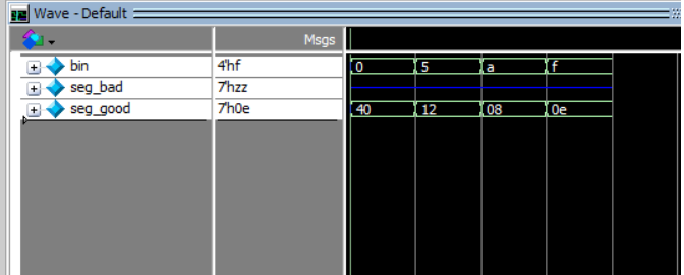 Wave - Default
Msgs
bin 4'hf 0 5 a f
seg_bad 7'hzz
seg_good 7'h0e 40 12 08 0e